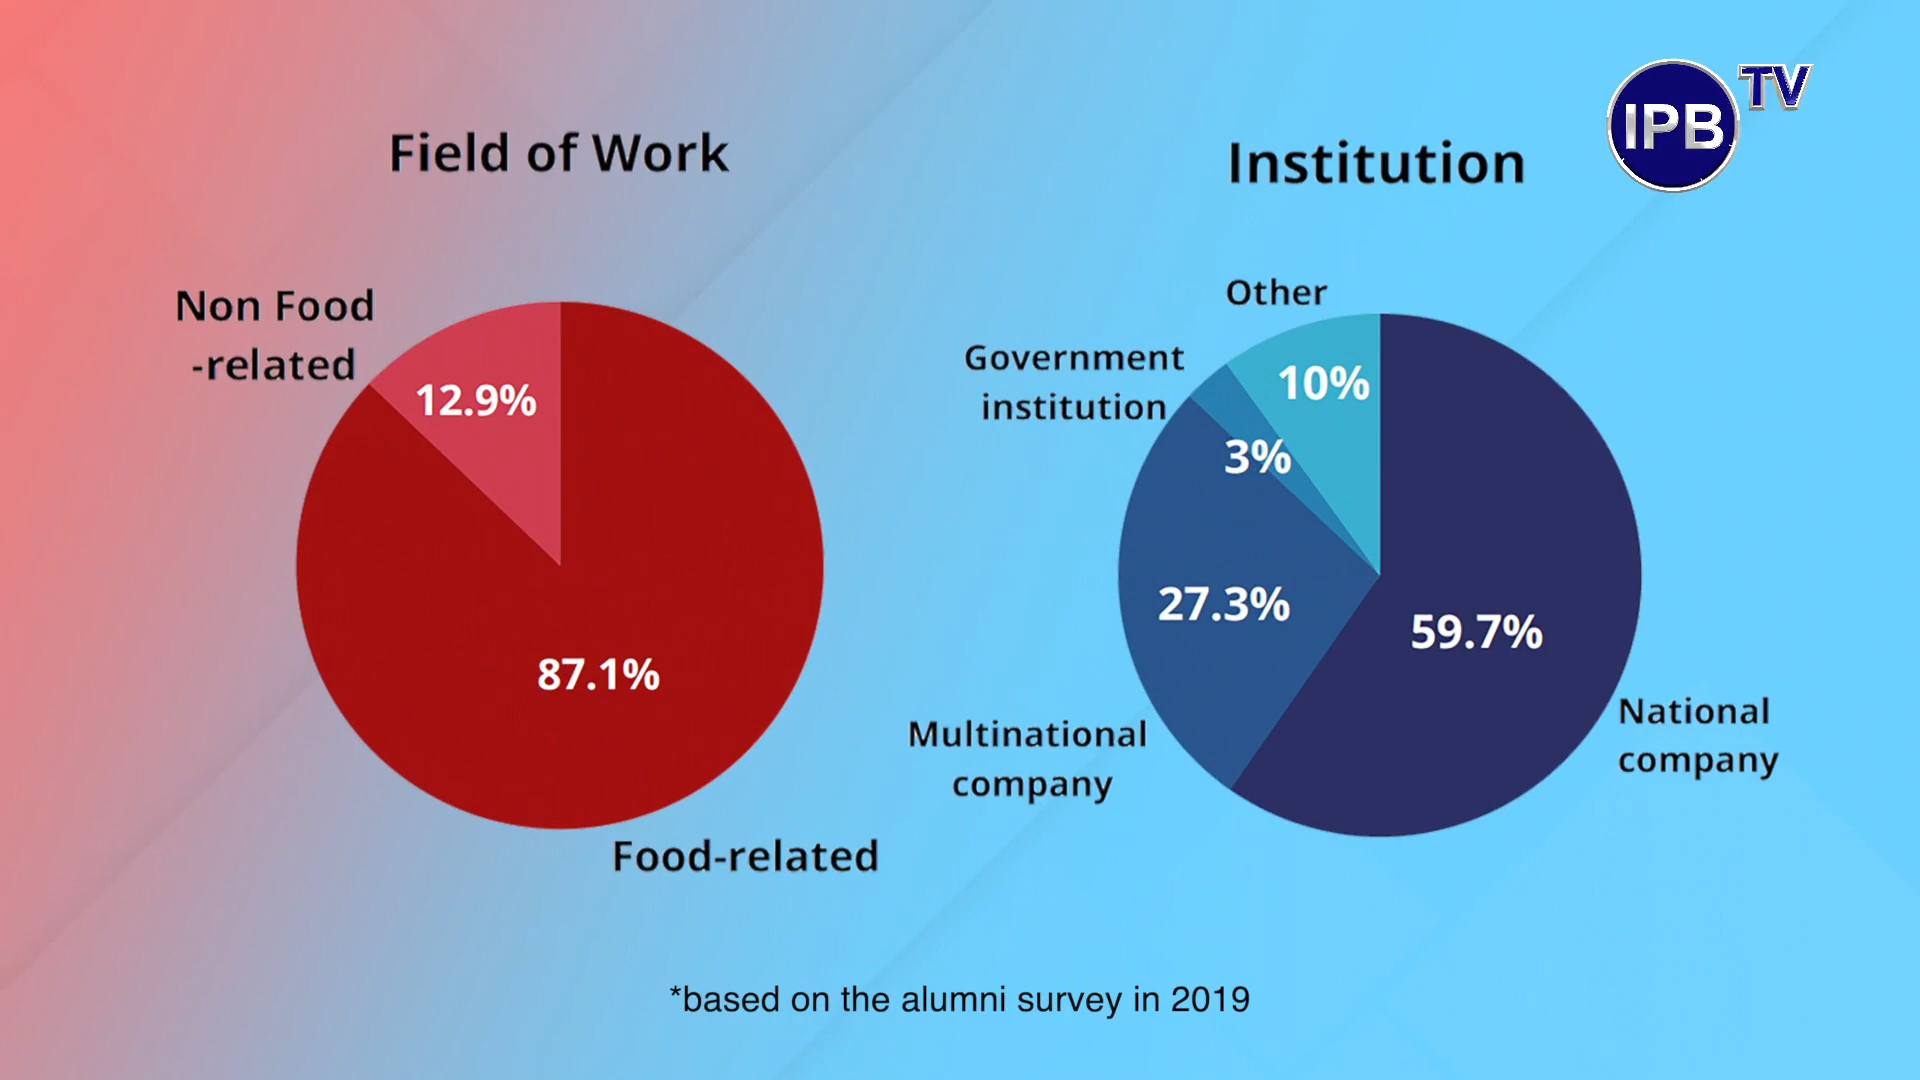 IPB TV
Field of Work
Non Food
-related
12.9%
87.1%
Food-related
Institution
Other
10%
Government
institution
3%
27.3%
59.7%
Multinational
company
National
company
*based on the alumni survey in 2019